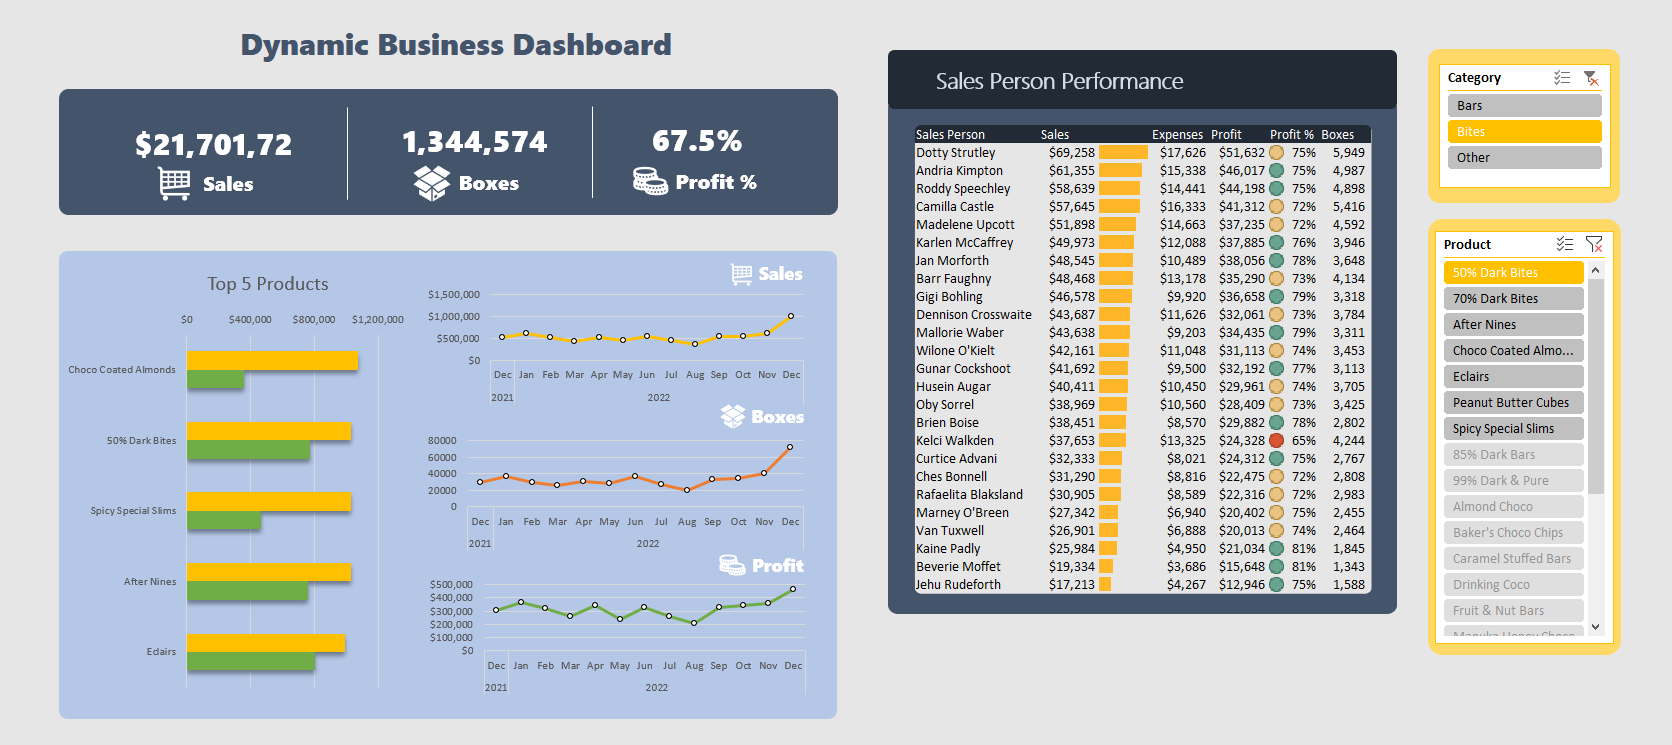 Dynamic Business Dashboard
$21,701,72
Sales
1,344,574
Boxes
67.5%
Profit %
Top 5 Products
$0 $400,000 $800,000 $1,200,000
Choco Coated Almonds
50% Dark Bites
Spicy Special Slims
After Nines
Eclairs
Sales
$1,500,000
$1,000,000
$500,000
$0
Dec Jan Feb Mar Apr May Jun Jul Aug Sep Oct Nov Dec
2021 2022
Boxes
80000
60000
40000
20000
0
Dec Jan Feb Mar Apr May Jun Jul Aug Sep Oct Nov Dec
2021 2022
Profit
$500,000
$400,000
$300,000
$200,000
$100,000
$0
Dec Jan Feb Mar Apr May Jun Jul Aug Sep Oct Nov Dec
2021 2022
Sales Person Performance
Sales Person Sales Expenses Profit Profit % Boxes
Dotty Strutley $69,258 $17,626 $51,632 75% 5,949
Andria Kimpton $61,355 $15,338 $46,017 75% 4,987
Roddy Speechley $58,639 $14,441 $44,198 75% 4,898
Camilla Castle $57,645 $16,333 $41,312 72% 5,416
Madelene Upcott $51,898 $14,663 $37,235 72% 4,592
Karlen McCaffrey $49,973 $12,088 $37,885 76% 3,946
Jan Morforth $48,545 $10,489 $38,056 78% 3,648
Barr Faughny $48,468 $13,178 $35,290 73% 4,134
Gigi Bohling $46,578 $9,920 $36,658 79% 3,318
Dennison Crosswaite $43,687 $11,626 $32,061 73% 3,784
Mallorie Waber $43,638 $9,203 $34,435 79% 3,311
Wilone O'Kielt $42,161 $11,048 $31,113 74% 3,453
Gunar Cockshoot $41,692 $9,500 $32,192 77% 3,113
Husein Augar $40,411 $10,450 $29,961 74% 3,705
Oby Sorrel $38,969 $10,560 $28,409 73% 3,425
Brien Boise $38,451 $8,570 $29,882 78% 2,802
Kelci Walkden $37,653 $13,325 $24,328 65% 4,244
Curtice Advani $32,333 $8,021 $24,312 75% 2,767
Ches Bonnell $31,290 $8,816 $22,475 72% 2,808
Rafaelita Blaksland $30,905 $8,589 $22,316 72% 2,983
Marney O'Breen $27,342 $6,940 $20,402 75% 2,455
Van Tuxwell $26,901 $6,888 $20,013 74% 2,464
Kaine Padly $25,984 $4,950 $21,034 81% 1,845
Beverie Moffet $19,334 $3,686 $15,648 81% 1,343
Jehu Rudeforth $17,213 $4,267 $12,946 75% 1,588
Category
Bars
Bites
Other
Product
50% Dark Bites
70% Dark Bites
After Nines
Choco Coated Almo...
Eclairs
Peanut Butter Cubes
Spicy Special Slims
85% Dark Bars
99% Dark & Pure
Almond Choco
Baker's Choco Chips
Caramel Stuffed Bars
Drinking Coco
Fruit & Nut Bars
Manuka Honey Choco